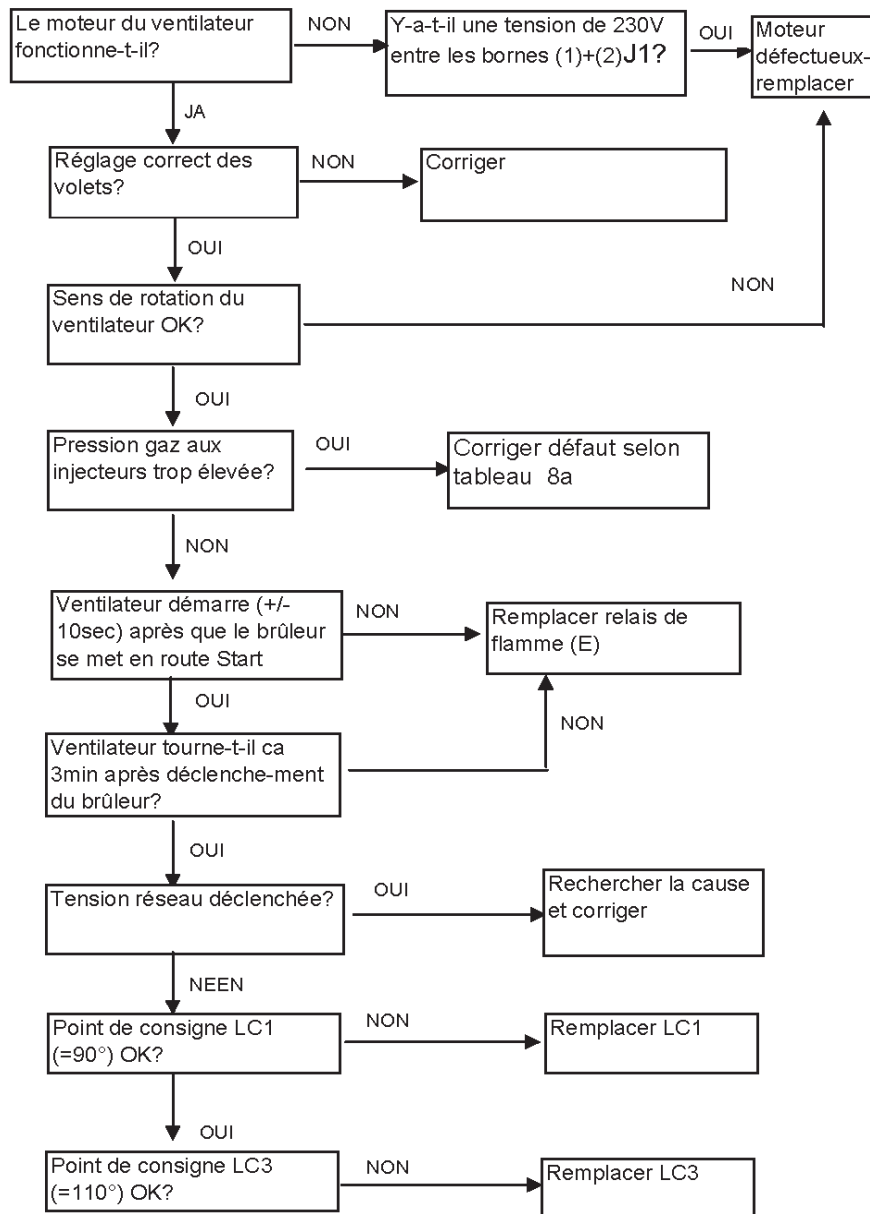 Le moteur du ventilateur
fonctionne-t-il?
NON
Y-a-t-il une tension de 230V
entre les bornes (1)+(2)J1?
OUI
Moteur
défectueux-
remplacer
JA
Réglage correct des
volets?
NON
Corriger
OUI
Sens de rotation du
ventilateur OK?
NON
OUI
Pression gaz aux
injecteurs trop élevée?
OUI
Corriger défaut selon
tableau 8a
NON
Ventilateur démarre (+/-
10sec) après que le brûleur
se met en route Start
NON
Remplacer relais de
flamme (E)
OUI
Ventilateur tourne-t-il ca
3min après déclenche-ment
du brûleur?
NON
OUI
Tension réseau déclenchée?
OUI
Rechercher la cause
et corriger
NEEN
Point de consigne LC1
(=90°) OK?
NON
Remplacer LC1
OUI
Point de consigne LC3
(=110°) OK?
NON
Remplacer LC3